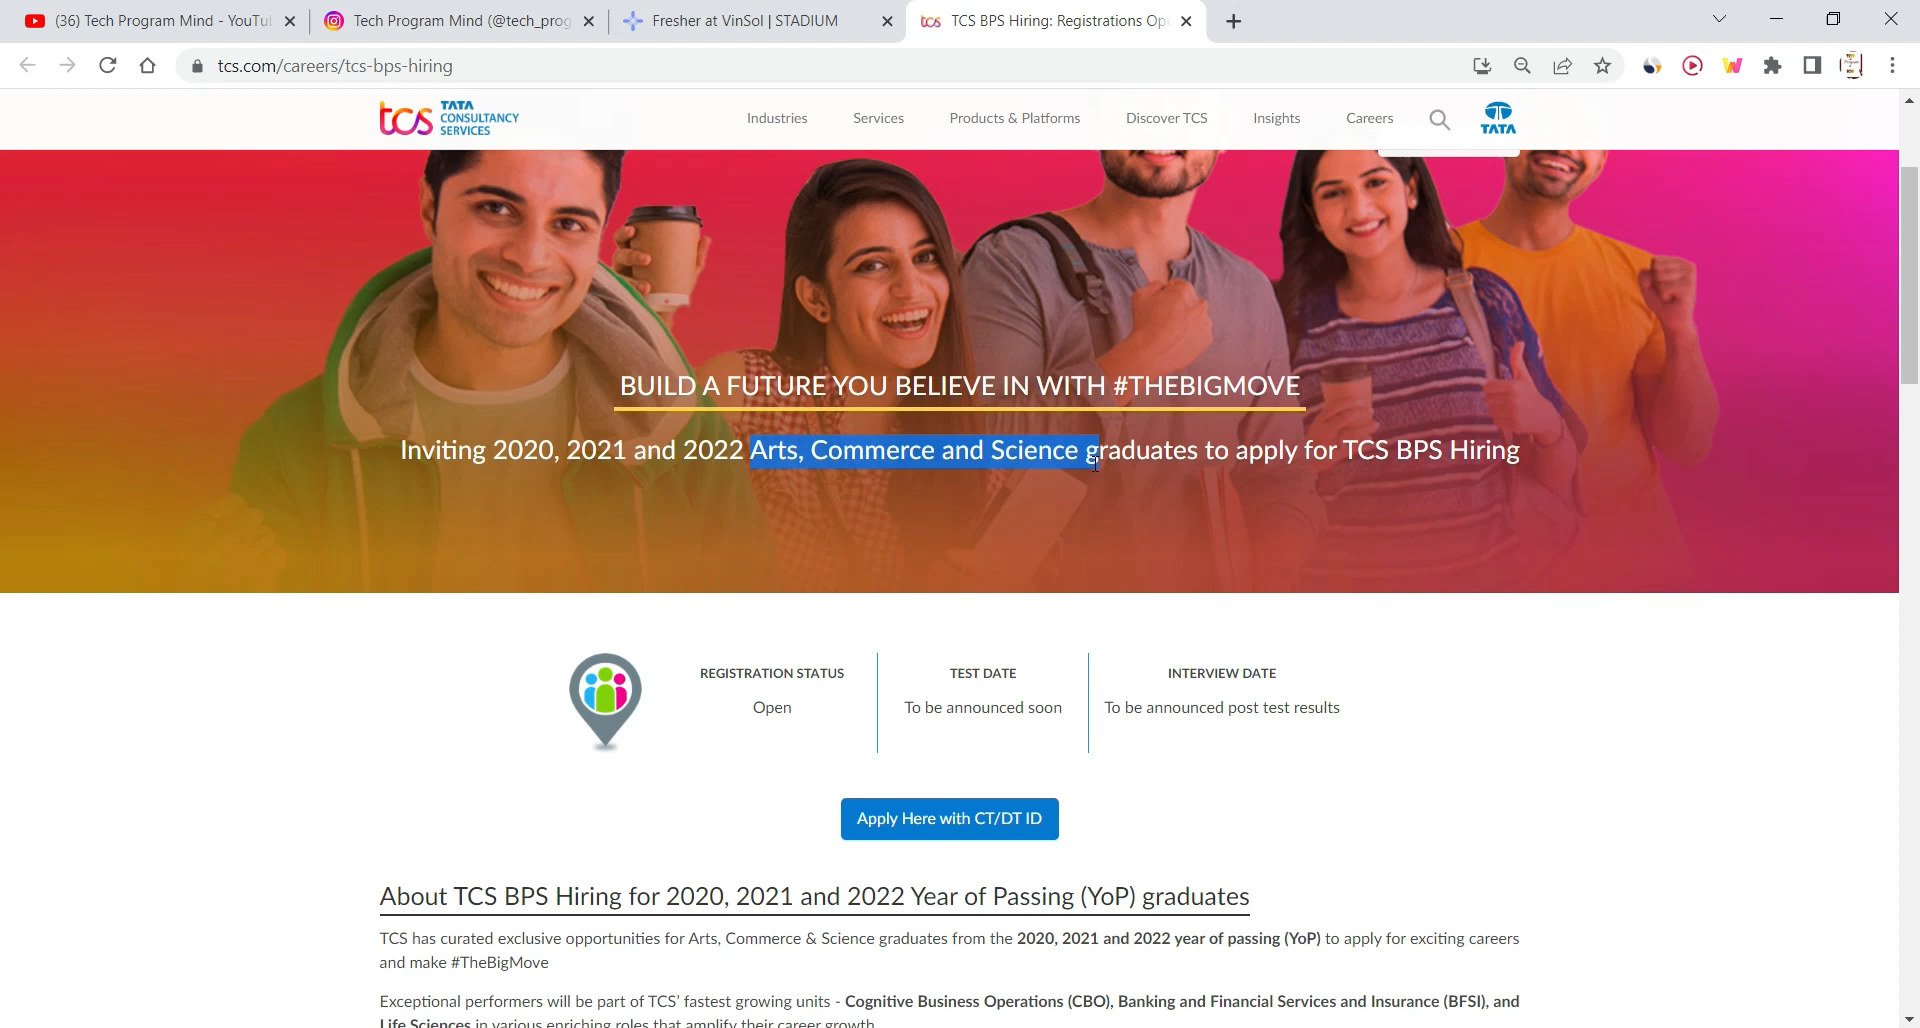 (36) Tech Program Mind - YouTu
Tech Program Mind (@tech_prog
Fresher at VinSol | STADIUM
TCS BPS Hiring: Registrations Op
tcs.com/careers/tcs-bps-hiring
tcs TATA CONSULTANCY SERVICES
Industries Services Products & Platforms Discover TCS Insights Careers
TATA
BUILD A FUTURE YOU BELIEVE IN WITH #THEBIGMOVE
Inviting 2020, 2021 and 2022 Arts, Commerce and Science graduates to apply for TCS BPS Hiring
REGISTRATION STATUS TEST DATE INTERVIEW DATE
Open To be announced soon To be announced post test results
Apply Here with CT/DT ID
About TCS BPS Hiring for 2020, 2021 and 2022 Year of Passing (YoP) graduates
TCS has curated exclusive opportunities for Arts, Commerce & Science graduates from the 2020, 2021 and 2022 year of passing (YoP) to apply for exciting careers
and make #TheBigMove
Exceptional performers will be part of TCS' fastest growing units - Cognitive Business Operations (CBO), Banking and Financial Services and Insurance (BFSI), and
Life Sciences in various enriching roles that amplify their career growth